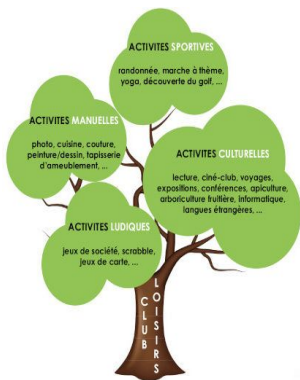 ACTIVITES SPORTIVES
randonnée, marche à thème,
yoga, découverte du golf, ...
ACTIVITES MANUELLES
photo, cuisine, couture,
peinture/dessin, tapisserie
d'ameublement, ...
ACTIVITES CULTURELLES
lecture, ciné-club, voyages,
expositions, conférences, apiculture,
arboriculture fruitière, informatique,
langues étrangères, ...
ACTIVITES LUDIQUES
jeux de société, scrabble,
jeux de carte, ...
CLUB
LOISIRS